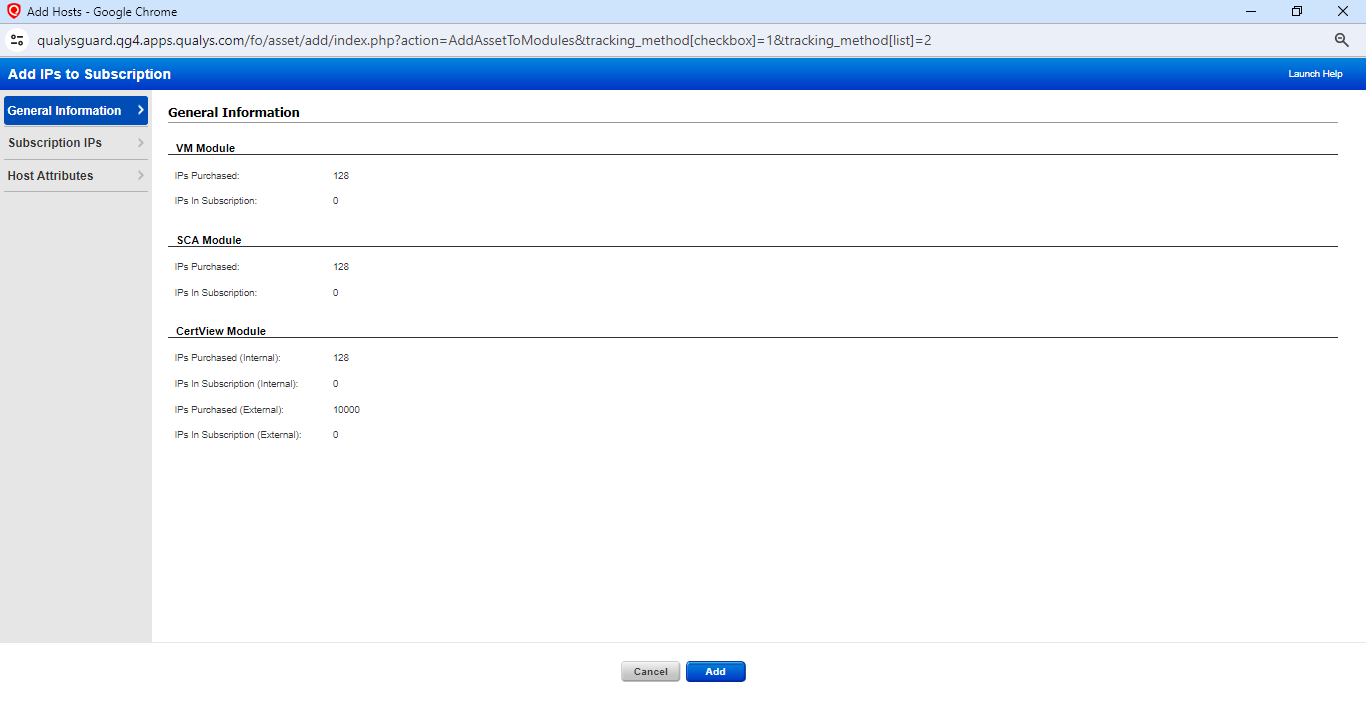 Add Hosts - Google Chrome
qualysguard.qg4.apps.qualys.com/fo/asset/add/index.php?action=AddAssetToModules&tracking_method[checkbox]=1&tracking_method[list]=2
Add IPs to Subscription
Launch Help
General Information
Subscription IPs
Host Attributes
General Information
VM Module
IPs Purchased: 128
IPs In Subscription: 0
SCA Module
IPs Purchased: 128
IPs In Subscription: 0
CertView Module
IPs Purchased (Internal): 128
IPs In Subscription (Internal): 0
IPs Purchased (External): 10000
IPs In Subscription (External): 0
Cancel Add